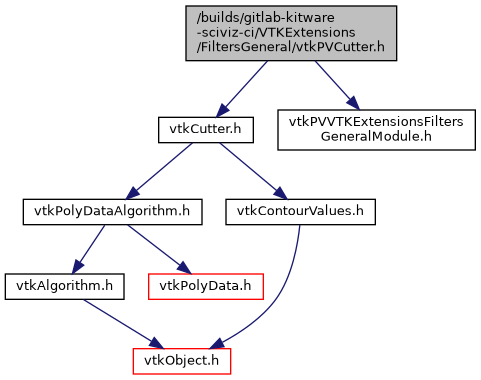 /builds/gitlab-kitware
-sciviz-ci/VTKExtensions
/FiltersGeneral/vtkPVCutter.h
vtkCutter.h
vtkPVVTKExtensionsFilters
GeneralModule.h
vtkPolyDataAlgorithm.h
vtkContourValues.h
vtkAlgorithm.h
vtkPolyData.h
vtkObject.h